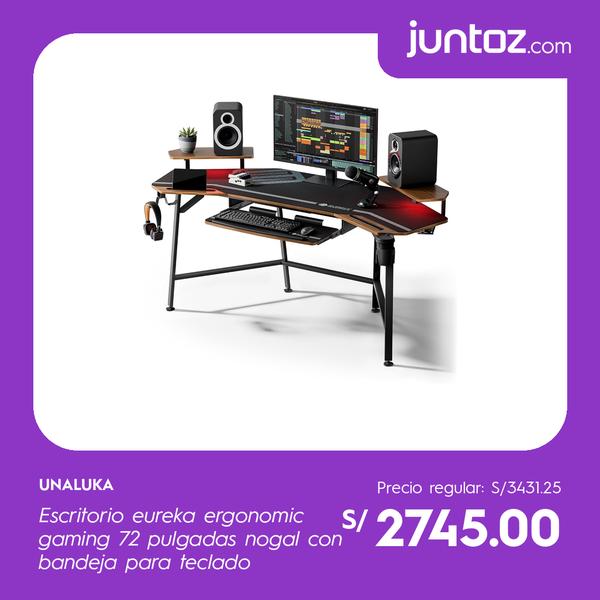 juntoz.com
UNALUKA
Escritorio eureka ergonomic
gaming 72 pulgadas nogal con
bandeja para teclado
Precio regular: S/3431.25
S/ 2745.00